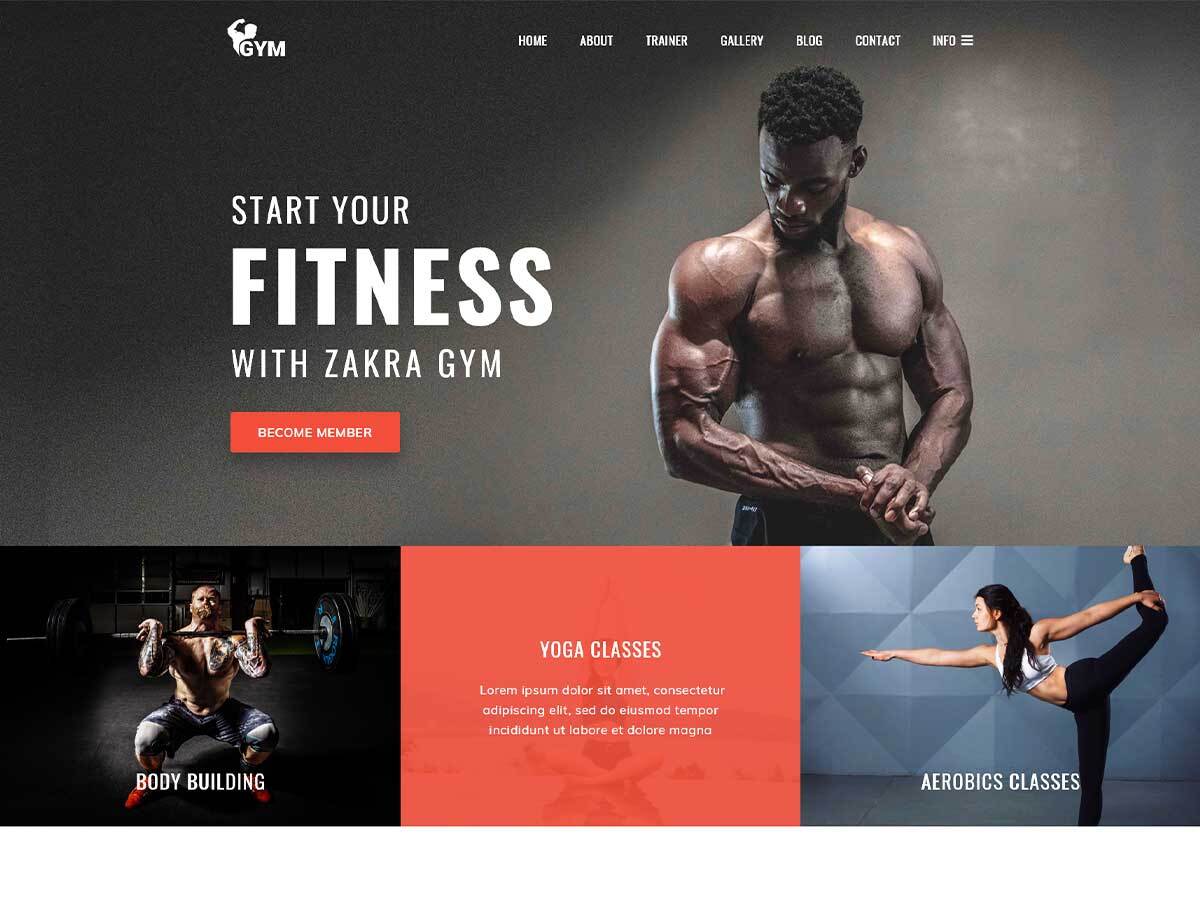 GYM
HOME ABOUT TRAINER GALLERY BLOG CONTACT INFO
START YOUR
FITNESS
WITH ZAKRA GYM
BECOME MEMBER
BODY BUILDING
YOGA CLASSES
Lorem ipsum dolor sit amet, consectetur
adipiscing elit, sed do eiusmod tempor
incididunt ut labore et dolore magna
AEROBICS CLASSES